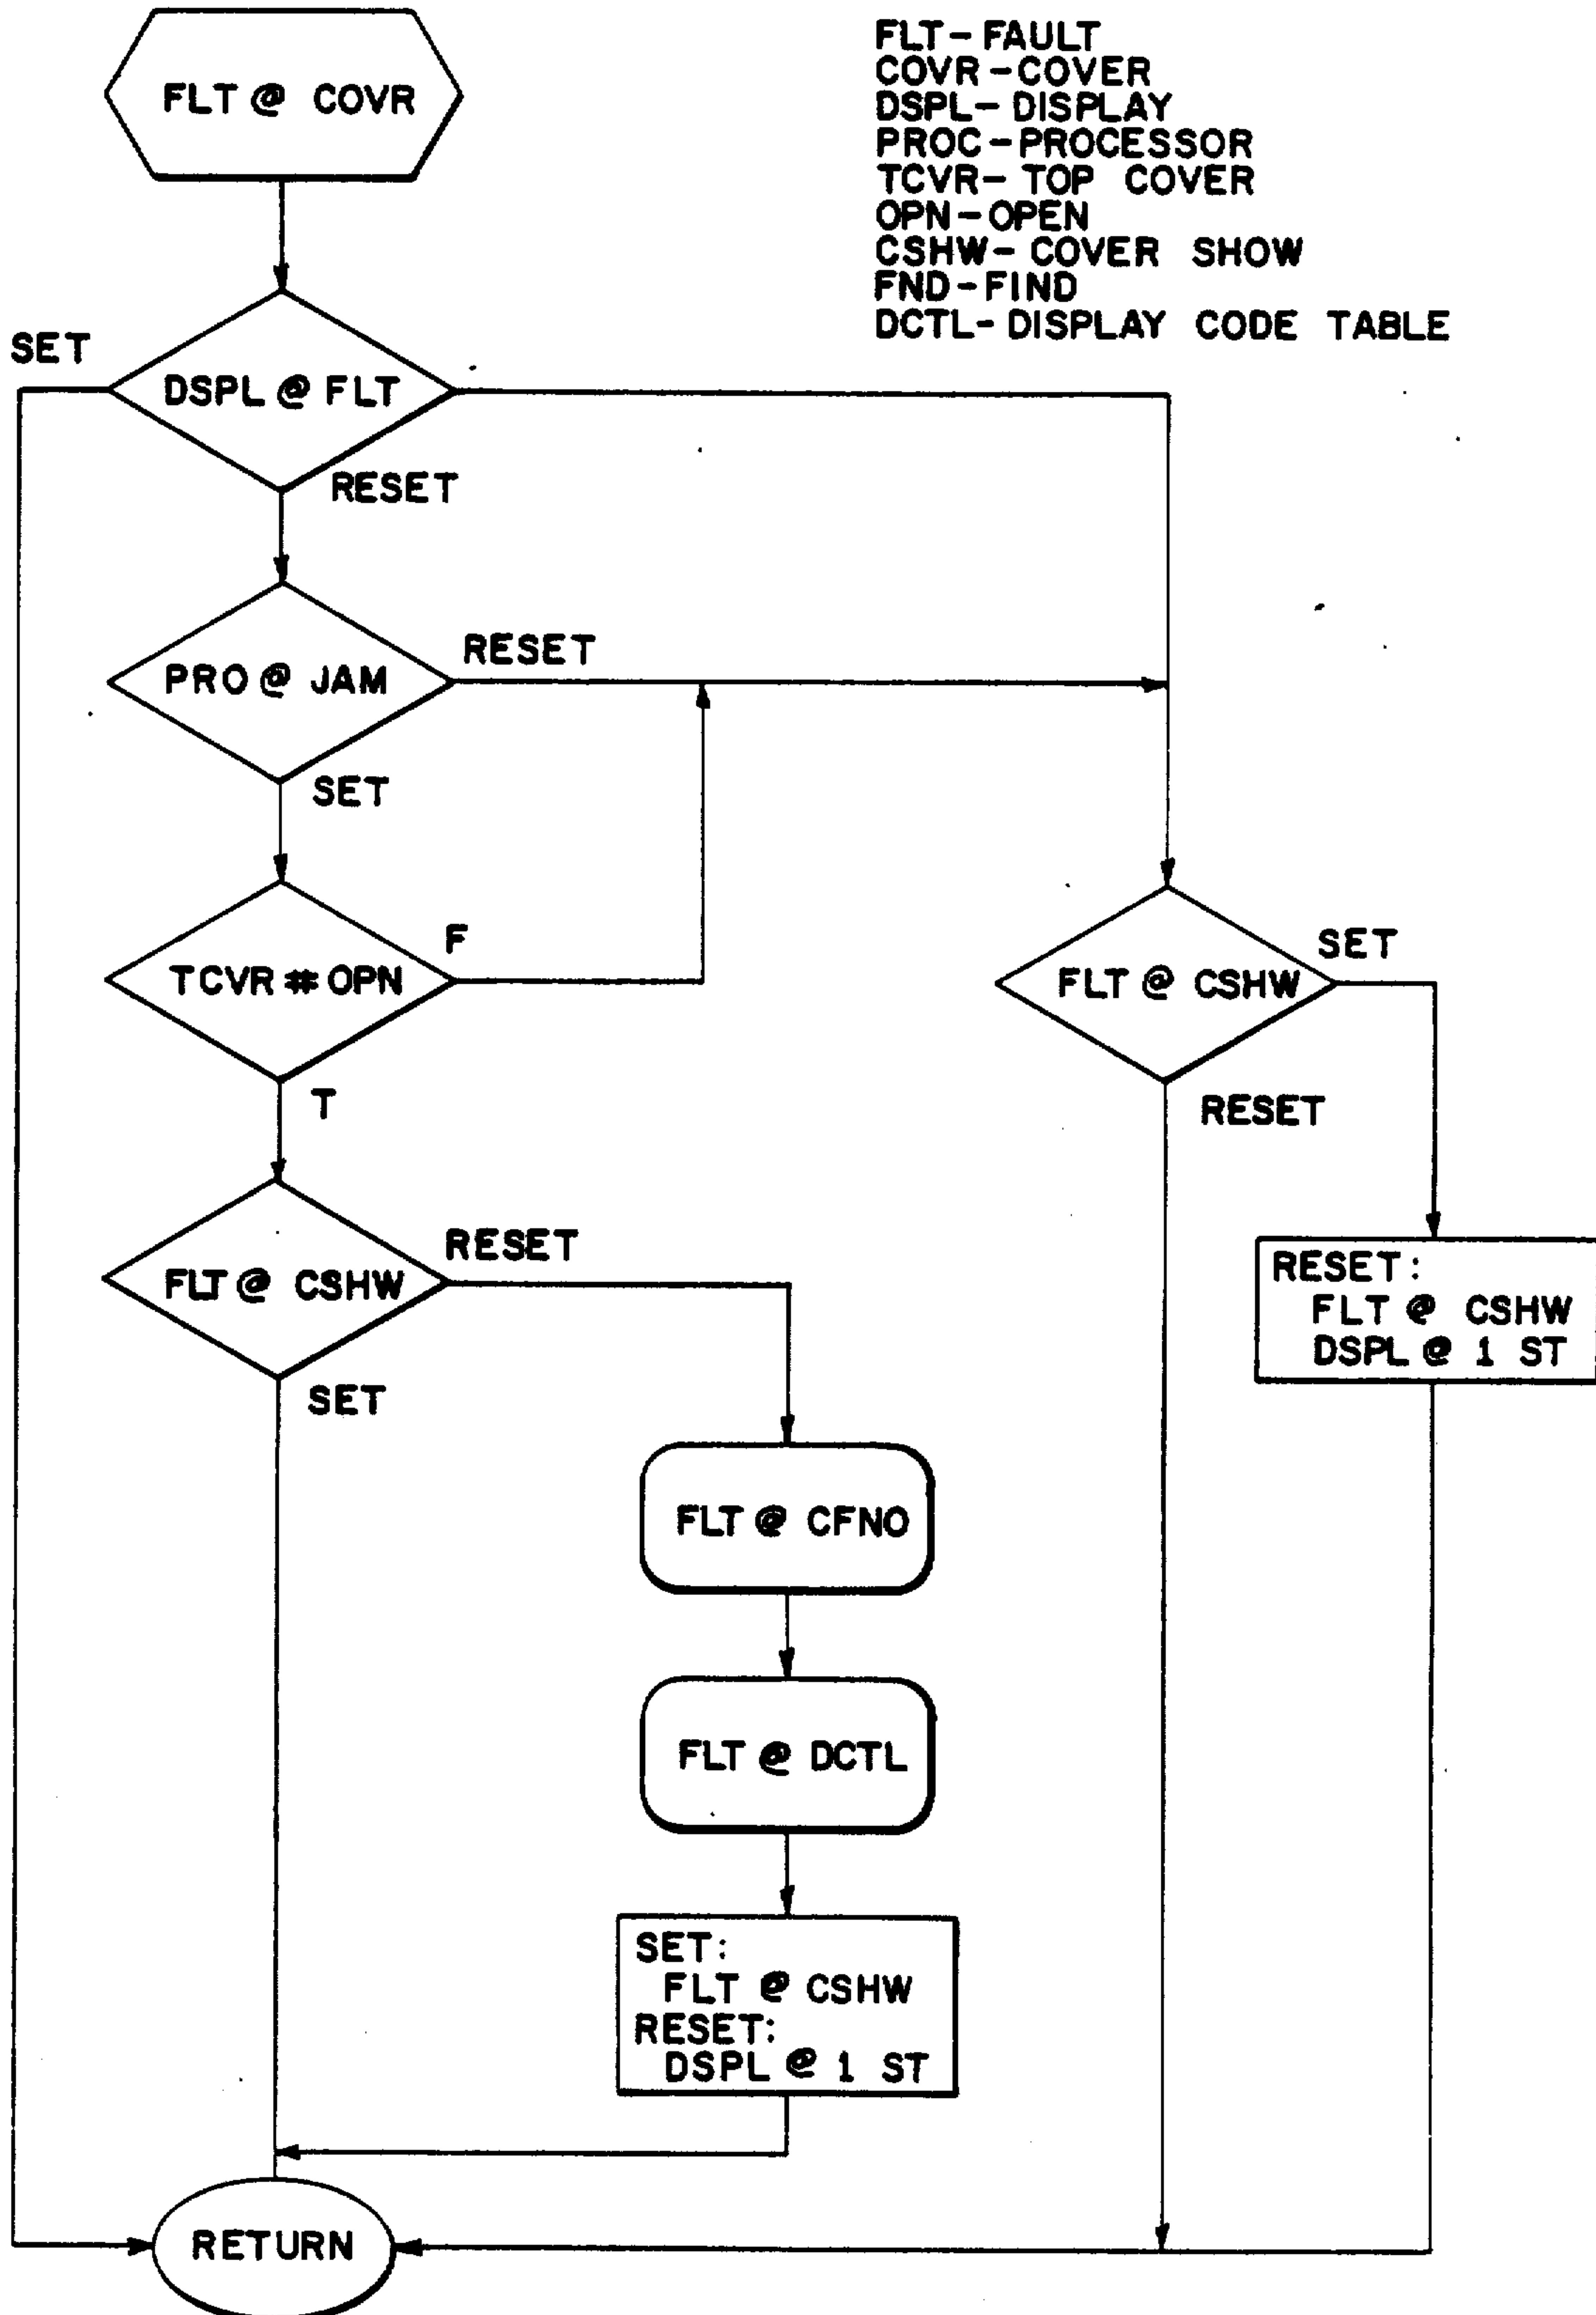 FLT-FAULT
COVR-COVER
DSPL-DISPLAY
PROC-PROCESSOR
TCVR-TOP COVER
OPN-OPEN
CSHW-COVER SHOW
FND-FIND
DCTL-DISPLAY CODE TABLE
FLT @ COVR
SET
DSPL @ FLT
RESET
PRO @ JAM
RESET
SET
TCVR # OPN
F
T
FLT @ CSHW
SET
RESET
FLT @ CSHW
RESET
SET
RESET:
FLT @ CSHW
DSPL @ 1 ST
FLT @ CFNO
FLT @ DCTL
SET:
FLT @ CSHW
RESET:
DSPL @ 1 ST
RETURN